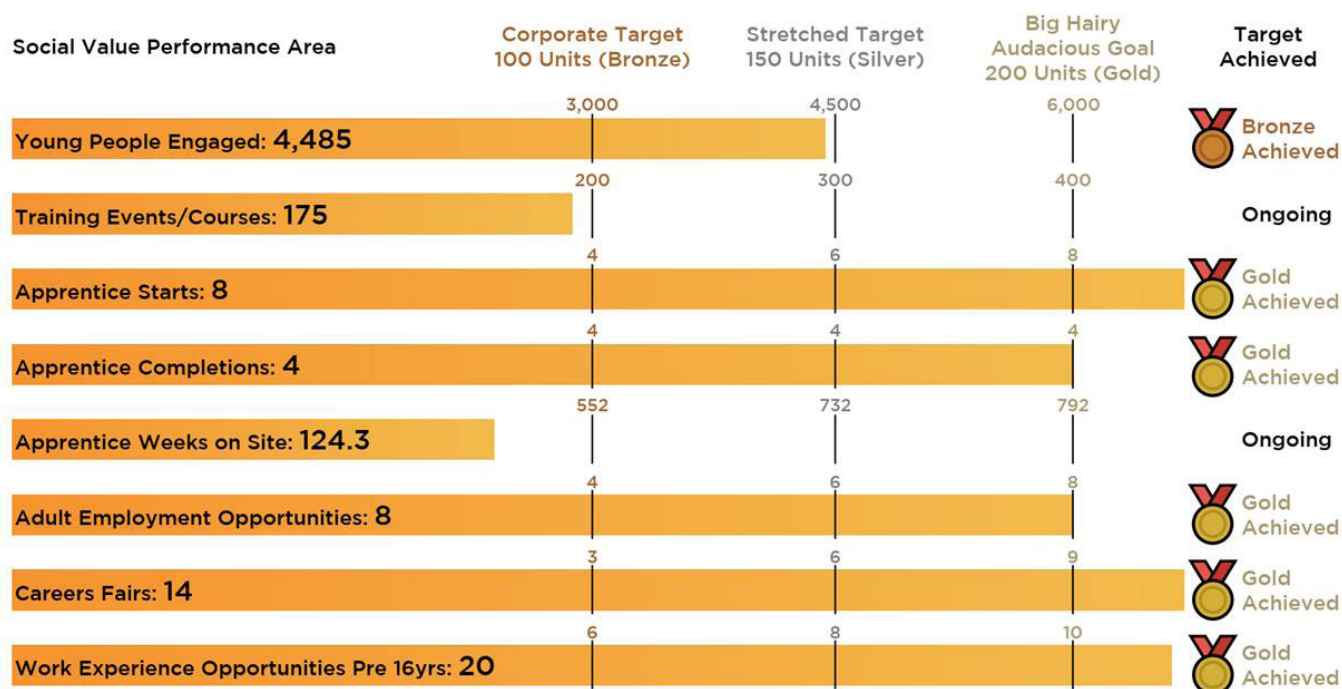 Social Value Performance Area
Corporate Target
100 Units (Bronze)
Stretched Target
150 Units (Silver)
Big Hairy
Audacious Goal
200 Units (Gold)
Target
Achieved
3,000 4,500 6,000
Young People Engaged: 4,485
Bronze
Achieved
200 300 400
Training Events/Courses: 175
Ongoing
4 6 8
Apprentice Starts: 8
Gold
Achieved
4 4 4
Apprentice Completions: 4
Gold
Achieved
552 732 792
Apprentice Weeks on Site: 124.3
Ongoing
4 6 8
Adult Employment Opportunities: 8
Gold
Achieved
3 6 9
Careers Fairs: 14
Gold
Achieved
6 8 10
Work Experience Opportunities Pre 16yrs: 20
Gold
Achieved